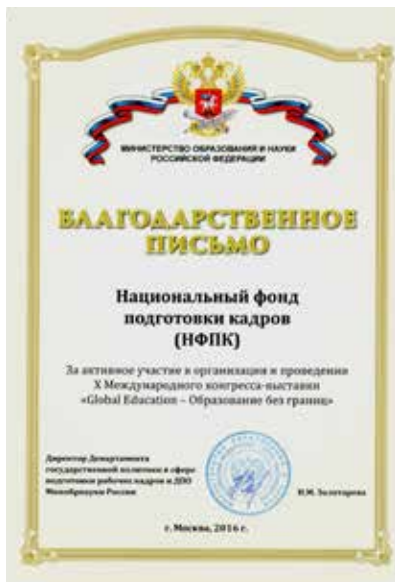 МИНИСТЕРСТВО ОБРАЗОВАНИЯ И НАУКИ
РОССИЙСКОЙ ФЕДЕРАЦИИ
БЛАГОДАРСТВЕННОЕ
ПИСЬМО
Национальный фонд
подготовки кадров
(НФПК)
За активное участие в организации и проведении
X Международного конгресса-выставки
«Global Education – Образование без границ»
Директор Департамента
государственной политики в сфере
подготовки рабочих кадров и ДПО
Минобрнауки России
Н.М. Золотарева
г. Москва, 2016 г.